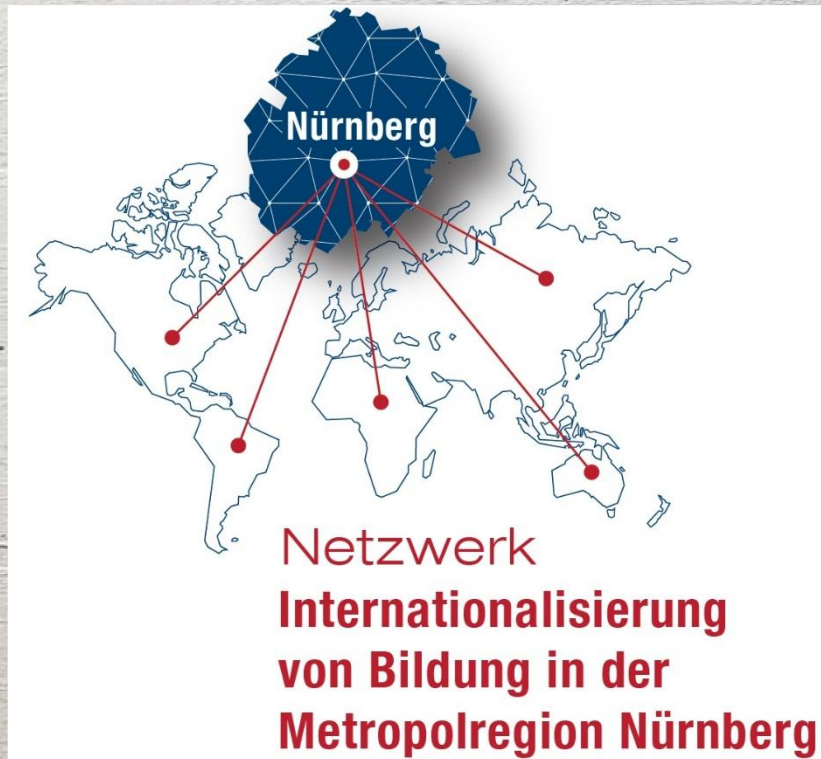 Nürnberg
Netzwerk
Internationalisierung
von Bildung in der
Metropolregion Nürnberg